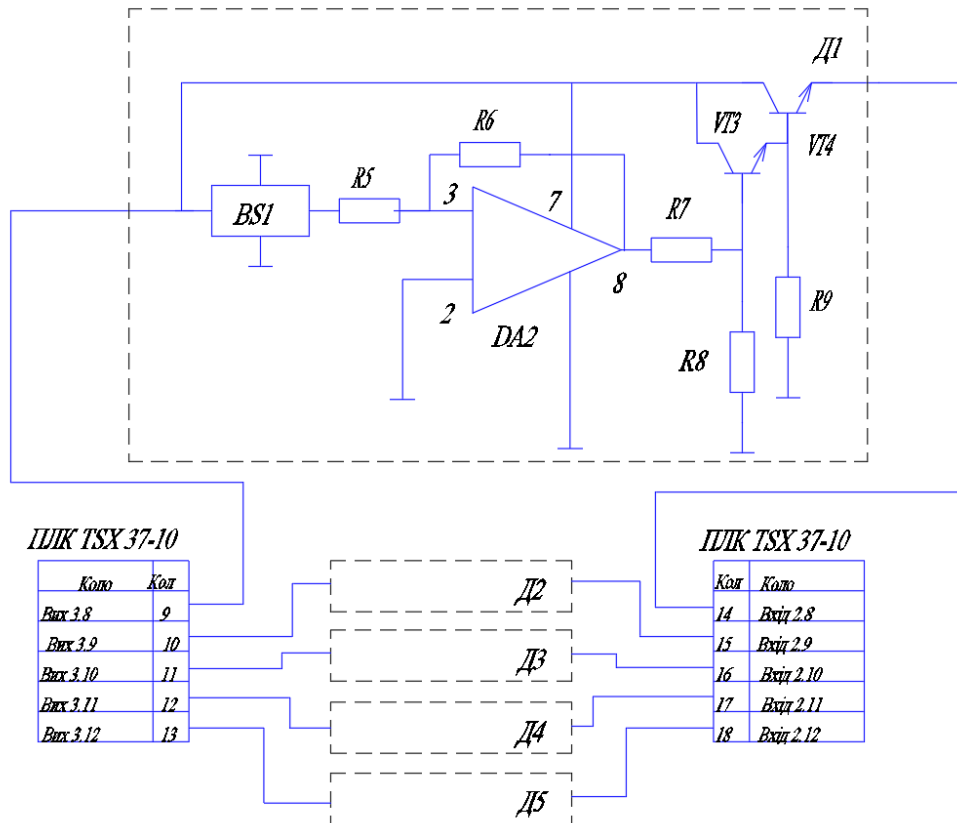 Д1
R6
VT3
VT4
R5
3
7
BS1
R7
8
2
R9
DA2
R8
ПЛК TSX 37-10
Коло Кол
Вих 3.8 9
Вих 3.9 10
Вих 3.10 11
Вих 3.11 12
Вих 3.12 13
Д2
Д3
Д4
Д5
ПЛК TSX 37-10
Кол Коло
14 Вхід 2.8
15 Вхід 2.9
16 Вхід 2.10
17 Вхід 2.11
18 Вхід 2.12